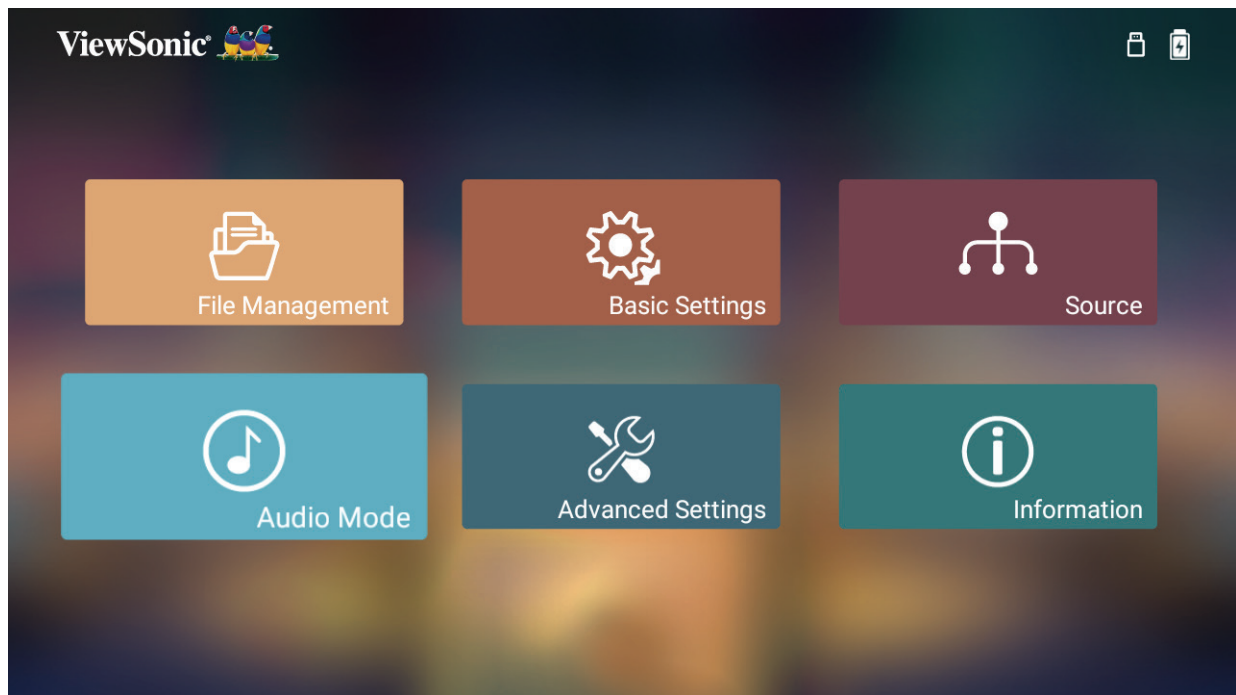 ViewSonic®
File Management
Basic Settings
Source
Audio Mode
Advanced Settings
Information